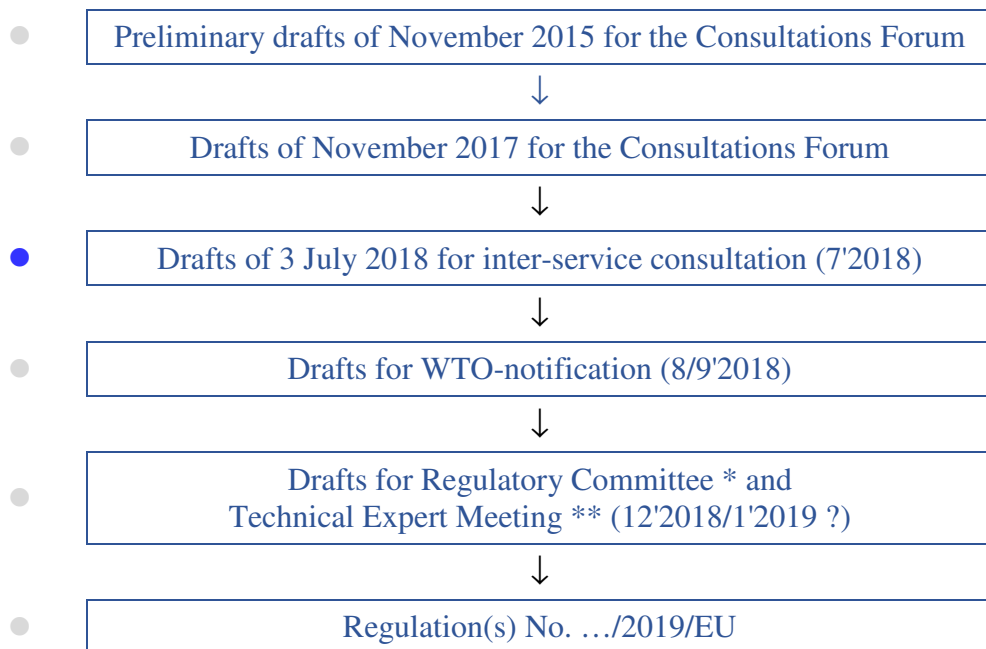 Preliminary drafts of November 2015 for the Consultations Forum
↓
Drafts of November 2017 for the Consultations Forum
↓
Drafts of 3 July 2018 for inter-service consultation (7'2018)
↓
Drafts for WTO-notification (8/9'2018)
↓
Drafts for Regulatory Committee * and
Technical Expert Meeting ** (12'2018/1'2019 ?)
↓
Regulation(s) No. …/2019/EU